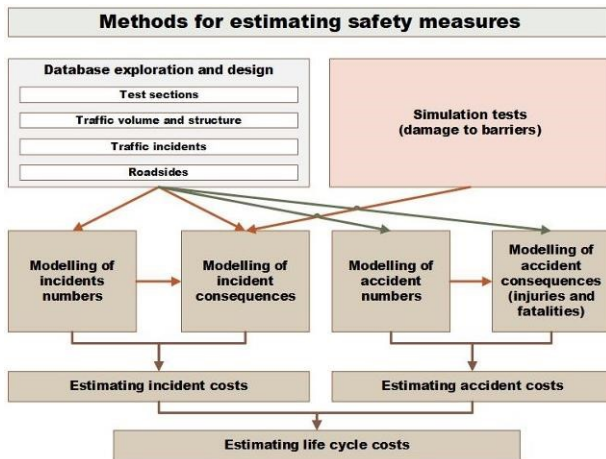 Methods for estimating safety measures
Database exploration and design
Test sections
Traffic volume and structure
Traffic incidents
Roadsides
Simulation tests
(damage to barriers)
Modelling of
incidents
numbers
Modelling of
incident
consequences
Modelling of
accident
numbers
Modelling of
accident
consequences
(injuries and
fatalities)
Estimating incident costs
Estimating accident costs
Estimating life cycle costs